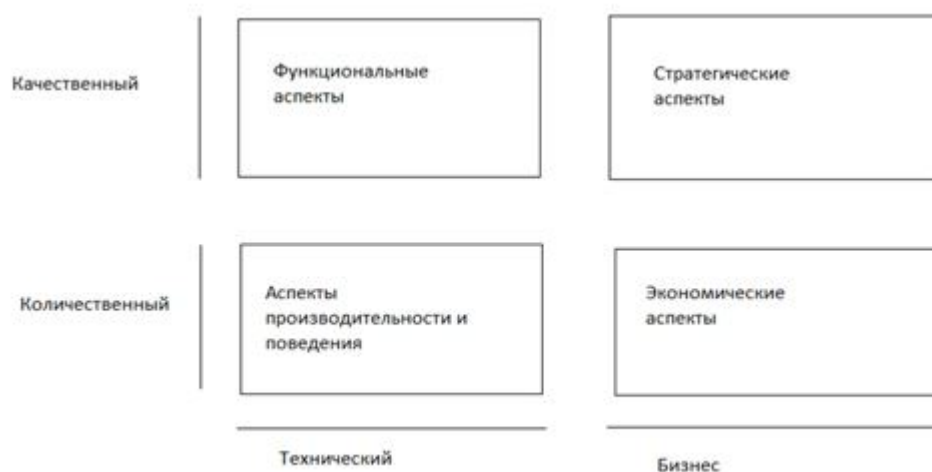 Качественный
Функциональные
аспекты
Стратегические
аспекты
Количественный
Аспекты
производительности и
поведения
Экономические
аспекты
Технический
Бизнес